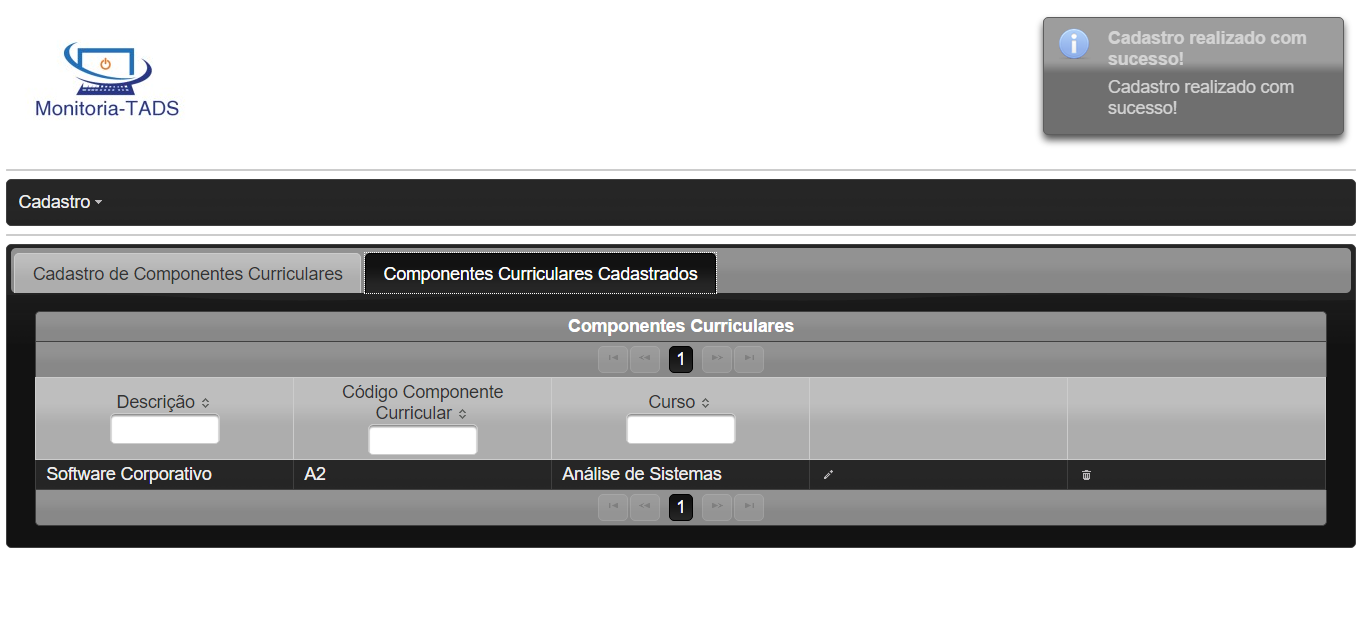 Monitoria-TADS
Cadastro realizado com
sucesso!
Cadastro realizado com
sucesso!
Cadastro
Cadastro de Componentes Curriculares
Componentes Curriculares Cadastrados
Componentes Curriculares
1
Descrição
Código Componente
Curricular
Curso
Software Corporativo
A2
Análise de Sistemas
1